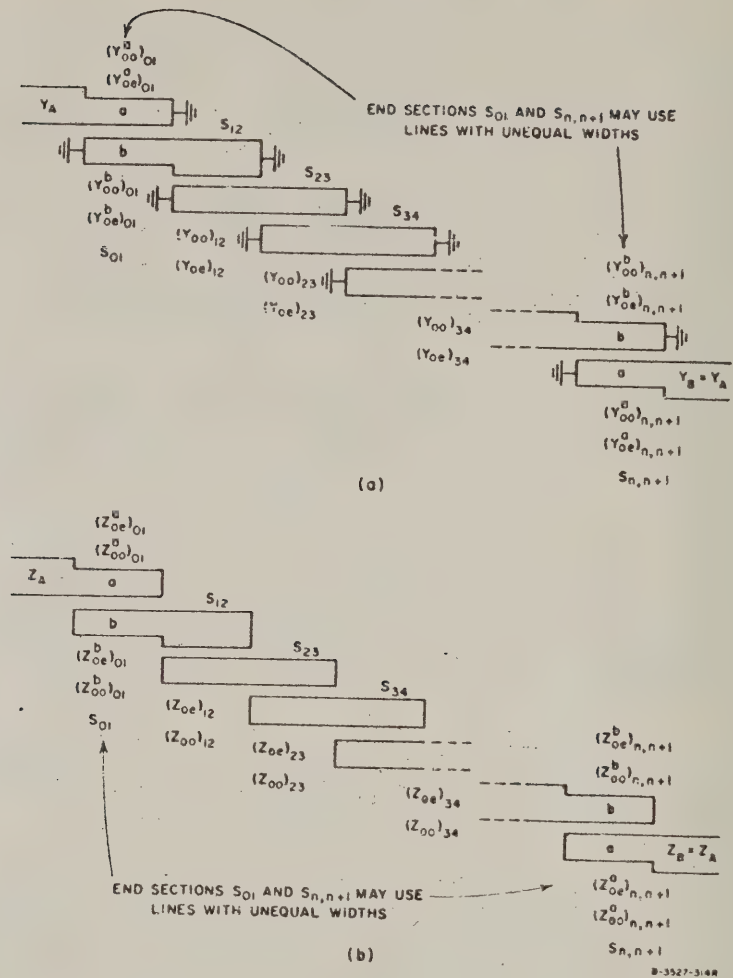 (Y^a_oo)_01
(Y^a_oe)_01
Y_A
a
END SECTIONS S_01 AND S_n,n+1 MAY USE
LINES WITH UNEQUAL WIDTHS
S_12
b
S_23
(Y^b_oo)_01
(Y^b_oe)_01
S_01
S_34
(Y_oo)_12
(Y_oe)_12
(Y_oo)_23
(Y_oe)_23
(Y^b_oo)_n,n+1
(Y^b_oe)_n,n+1
(Y_oo)_34
(Y_oe)_34
b
a
Y_B = Y_A
(Y^a_oo)_n,n+1
(Y^a_oe)_n,n+1
S_n,n+1
(a)
(Z^a_oe)_01
(Z^a_oo)_01
Z_A
a
S_12
b
S_23
(Z^b_oe)_01
(Z^b_oo)_01
S_01
S_34
(Z_oe)_12
(Z_oo)_12
(Z_oe)_23
(Z_oo)_23
(Z^b_oe)_n,n+1
(Z^b_oo)_n,n+1
(Z_oe)_34
(Z_oo)_34
b
a
Z_B = Z_A
END SECTIONS S_01 AND S_n,n+1 MAY USE
LINES WITH UNEQUAL WIDTHS
(Z^a_oe)_n,n+1
(Z^a_oo)_n,n+1
S_n,n+1
(b)
B-3527-314R